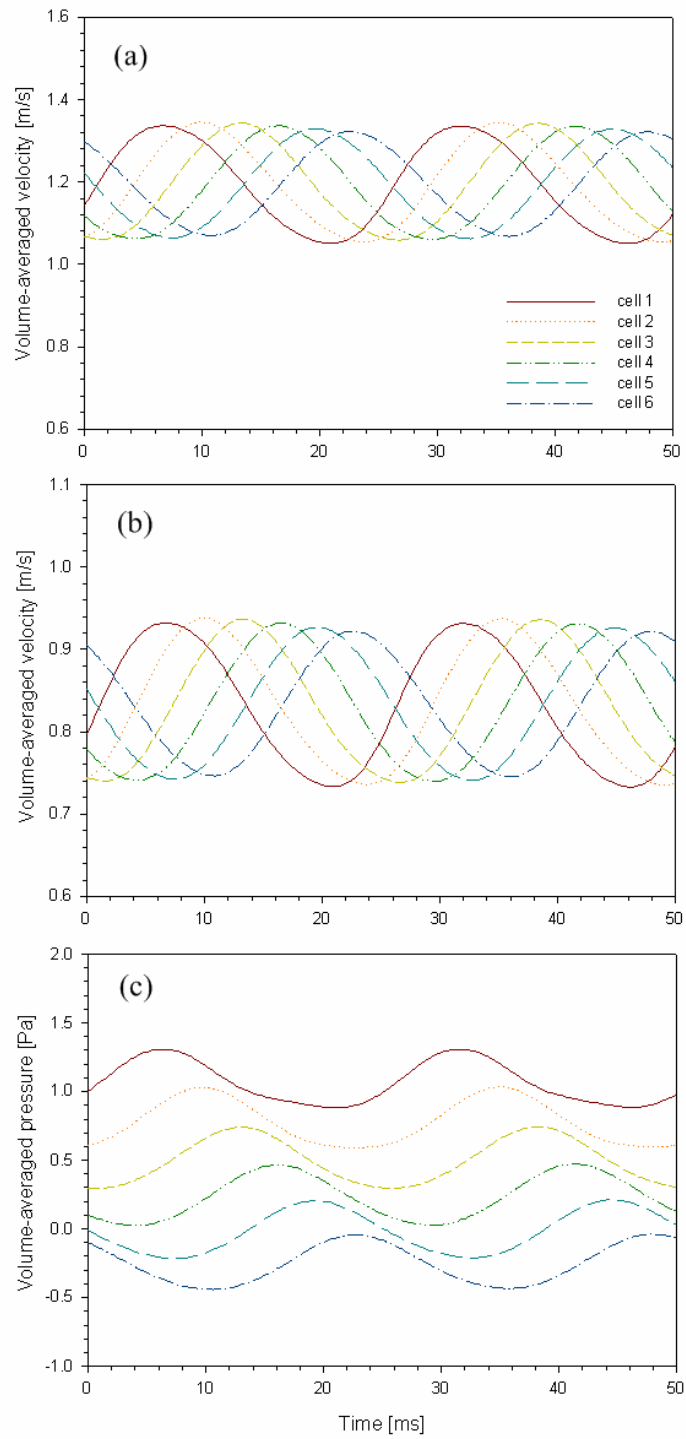 1.6
(a)
1.4
1.2
1.0
0.8
0.6
Volume-averaged velocity [m/s]
cell 1
cell 2
cell 3
cell 4
cell 5
cell 6
0 10 20 30 40 50
1.1
(b)
1.0
0.9
0.8
0.7
0.6
Volume-averaged velocity [m/s]
0 10 20 30 40 50
2.0
(c)
1.5
1.0
0.5
0.0
-0.5
-1.0
Volume-averaged pressure [Pa]
0 10 20 30 40 50
Time [ms]